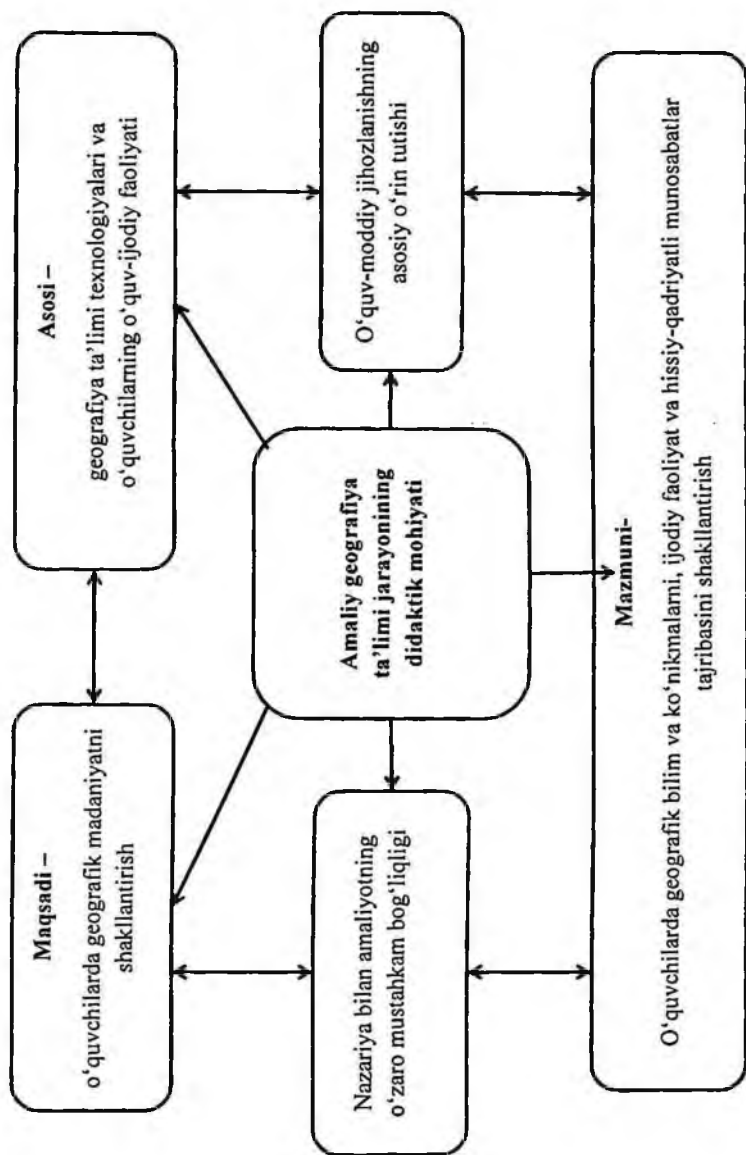 Maqsadi –
o‘quvchilarda geografik madaniyatni
shakllantirish
Asosi –
geografiya ta’limi texnologiyalari va
o‘quvchilarning o‘quv-ijodiy faoliyati
Nazariya bilan amaliyotning
o‘zaro mustahkam bog‘liqligi
Amaliy geografiya
ta’limi jarayonining
didaktik mohiyati
O‘quv-moddiy jihozlanishning
asosiy o‘rin tutishi
Mazmuni-
O‘quvchilarda geografik bilim va ko‘nikmalarni, ijodiy faoliyat va hissiy-qadriyatli munosabatlar
tajribasini shakllantirish